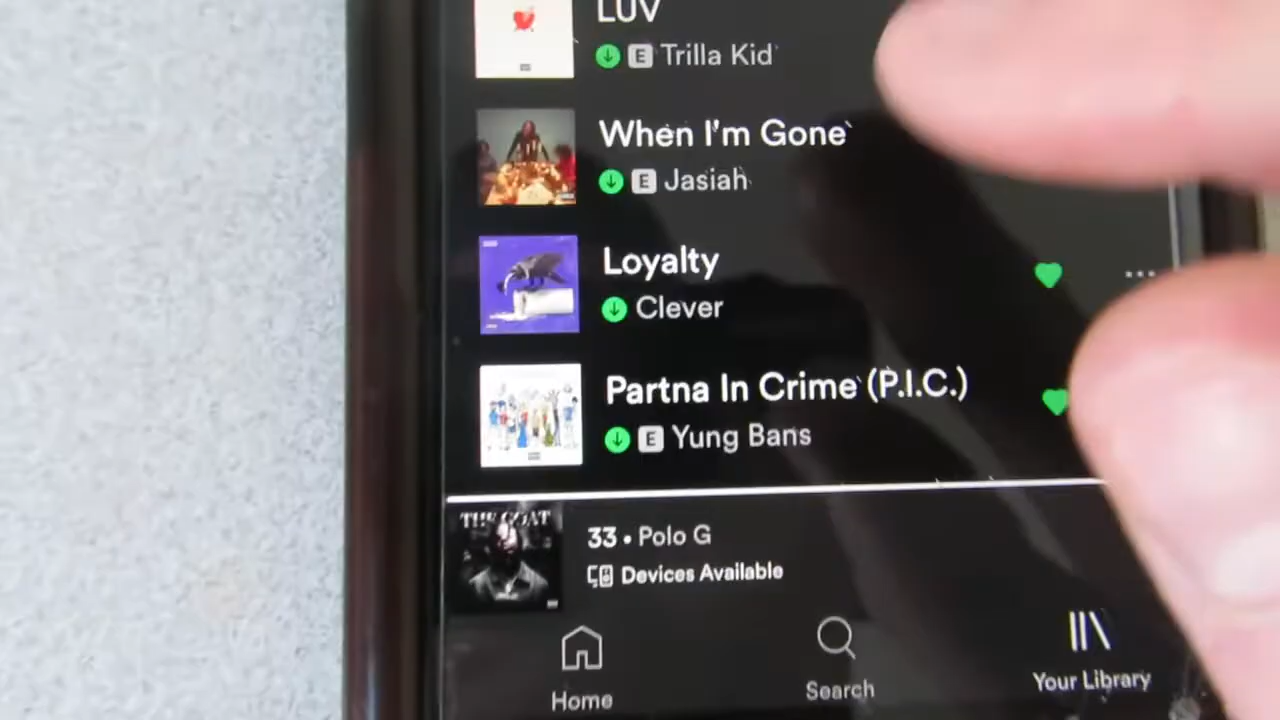 LUV
E Trilla Kid
When I'm Gone
E Jasiah
Loyalty
Clever
Partna In Crime (P.I.C.)
E Yung Bans
THE GOAT
33 • Polo G
Devices Available
Home
Search
Your Library